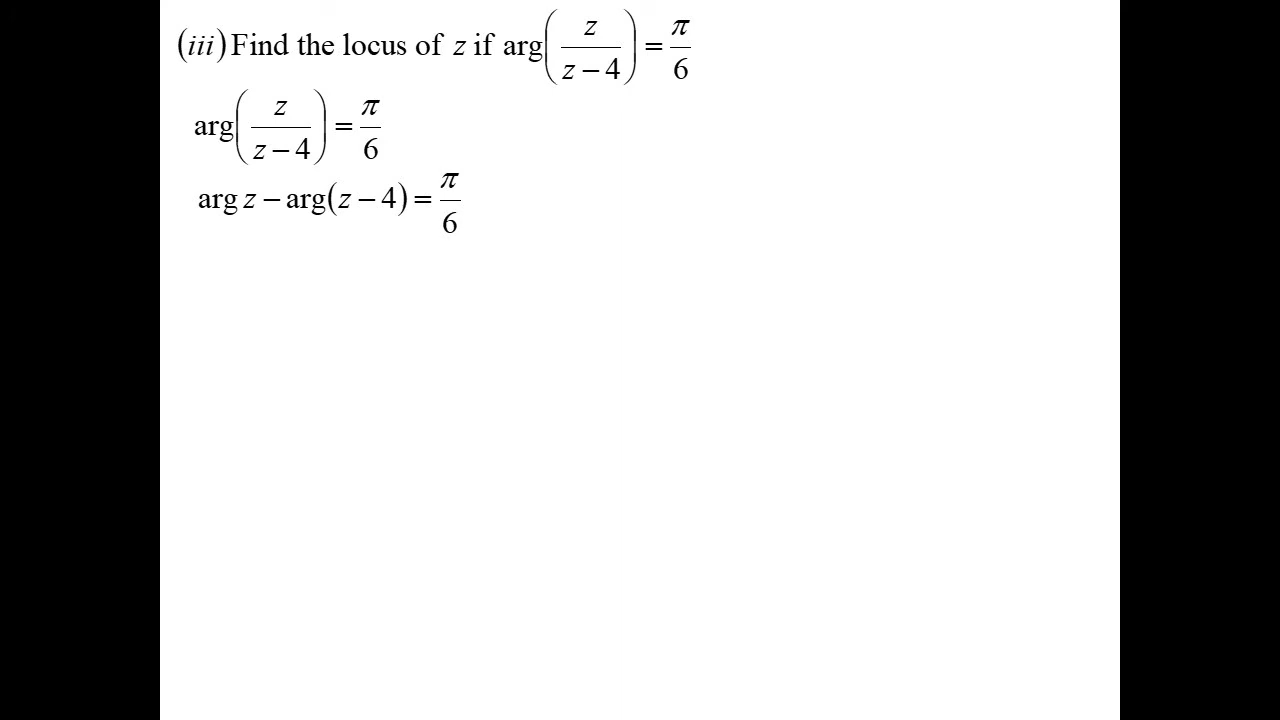 (iii) Find the locus of z if arg(z/(z − 4)) = π/6
arg(z/(z − 4)) = π/6
arg z − arg(z − 4) = π/6